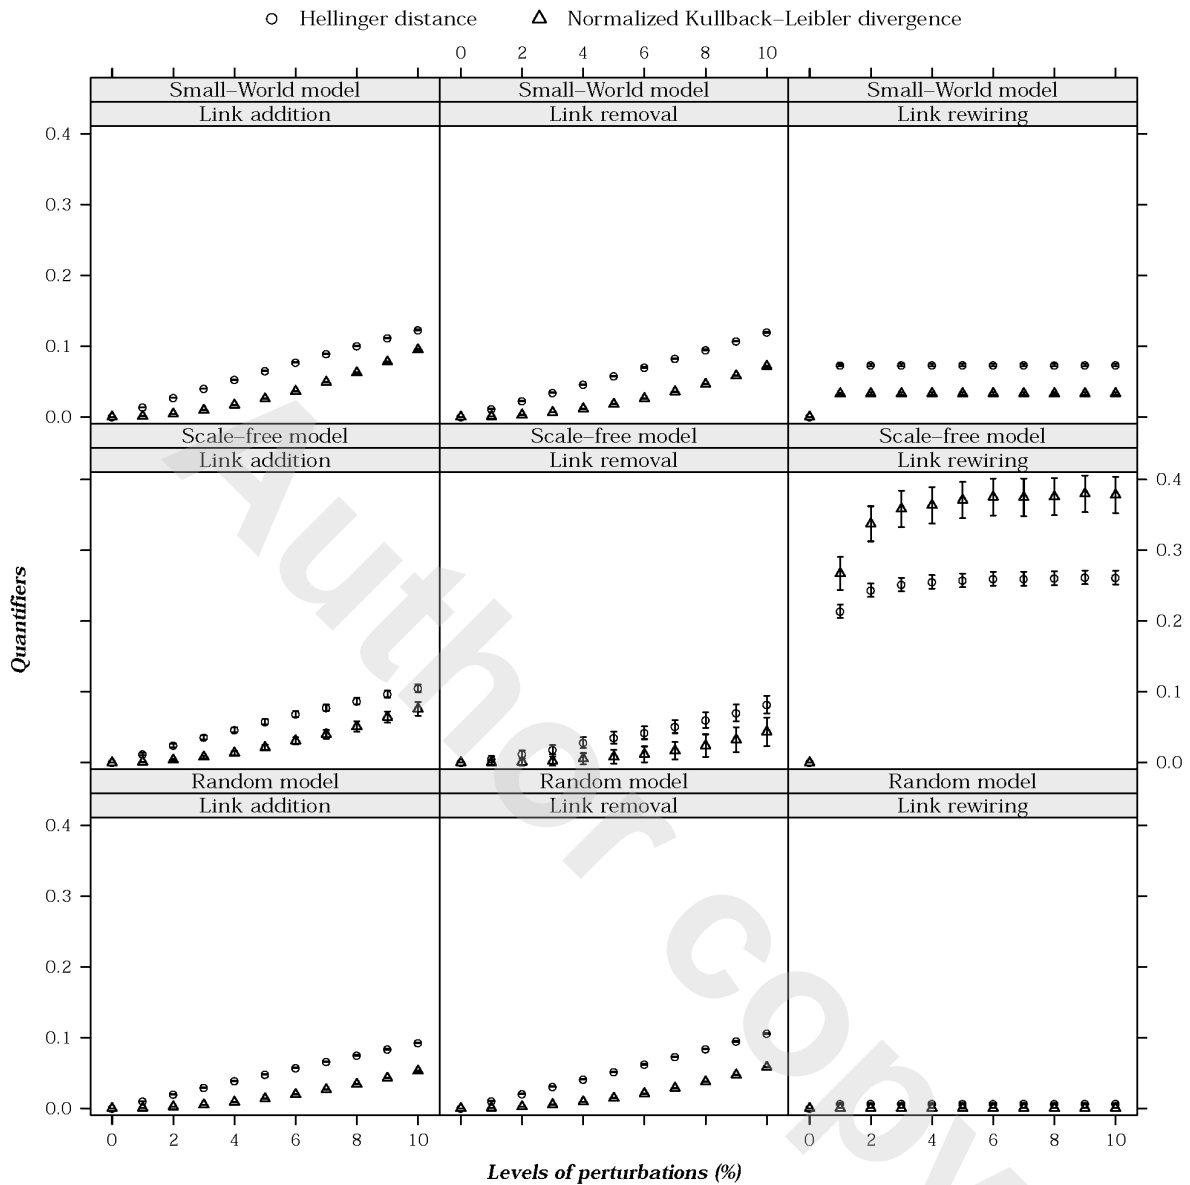 Hellinger distance Normalized Kullback–Leibler divergence
0 2 4 6 8 10
Small–World model Small–World model Small–World model
Link addition Link removal Link rewiring
0.4
0.3
0.2
0.1
0.0
Scale–free model Scale–free model Scale–free model
Link addition Link removal Link rewiring
0.4
0.3
0.2
0.1
0.0
Quantifiers
Random model Random model Random model
Link addition Link removal Link rewiring
0.4
0.3
0.2
0.1
0.0
0 2 4 6 8 10 0 2 4 6 8 10
Levels of perturbations (%)
Author copy